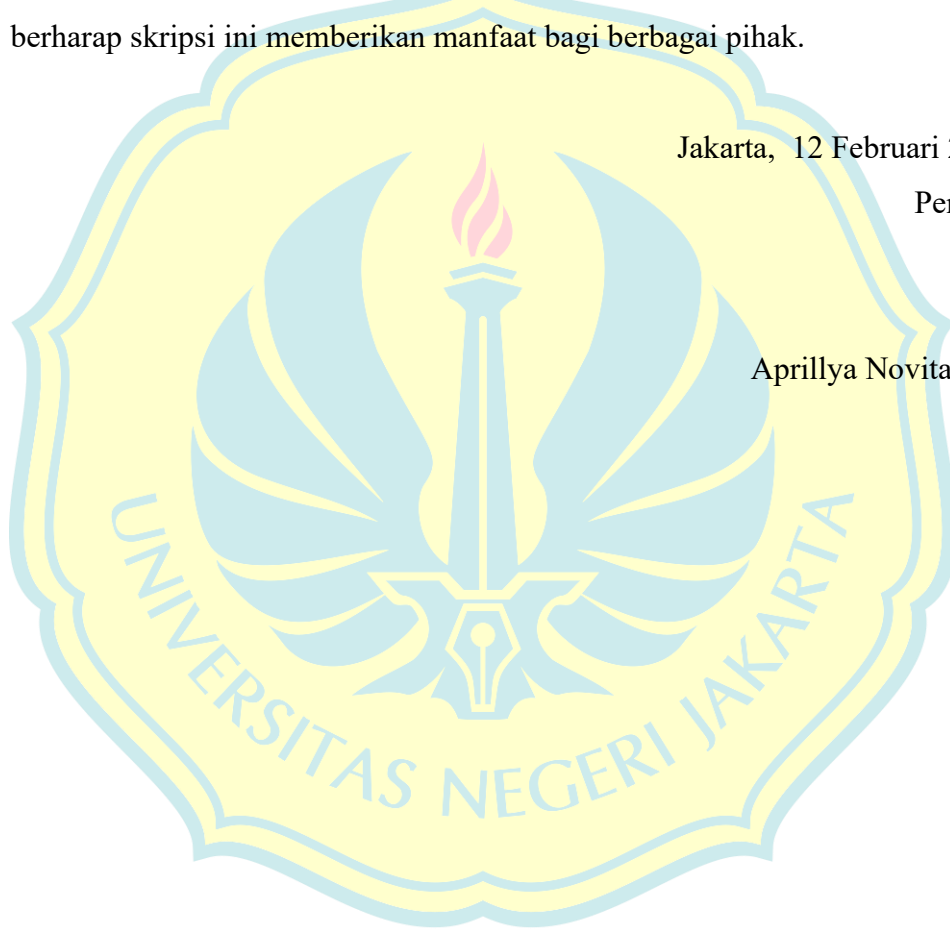 berharap skripsi ini memberikan manfaat bagi berbagai pihak.
Jakarta, 12 Februari
Aprillya Novita
UNIVERSITAS NEGERI JAKARTA